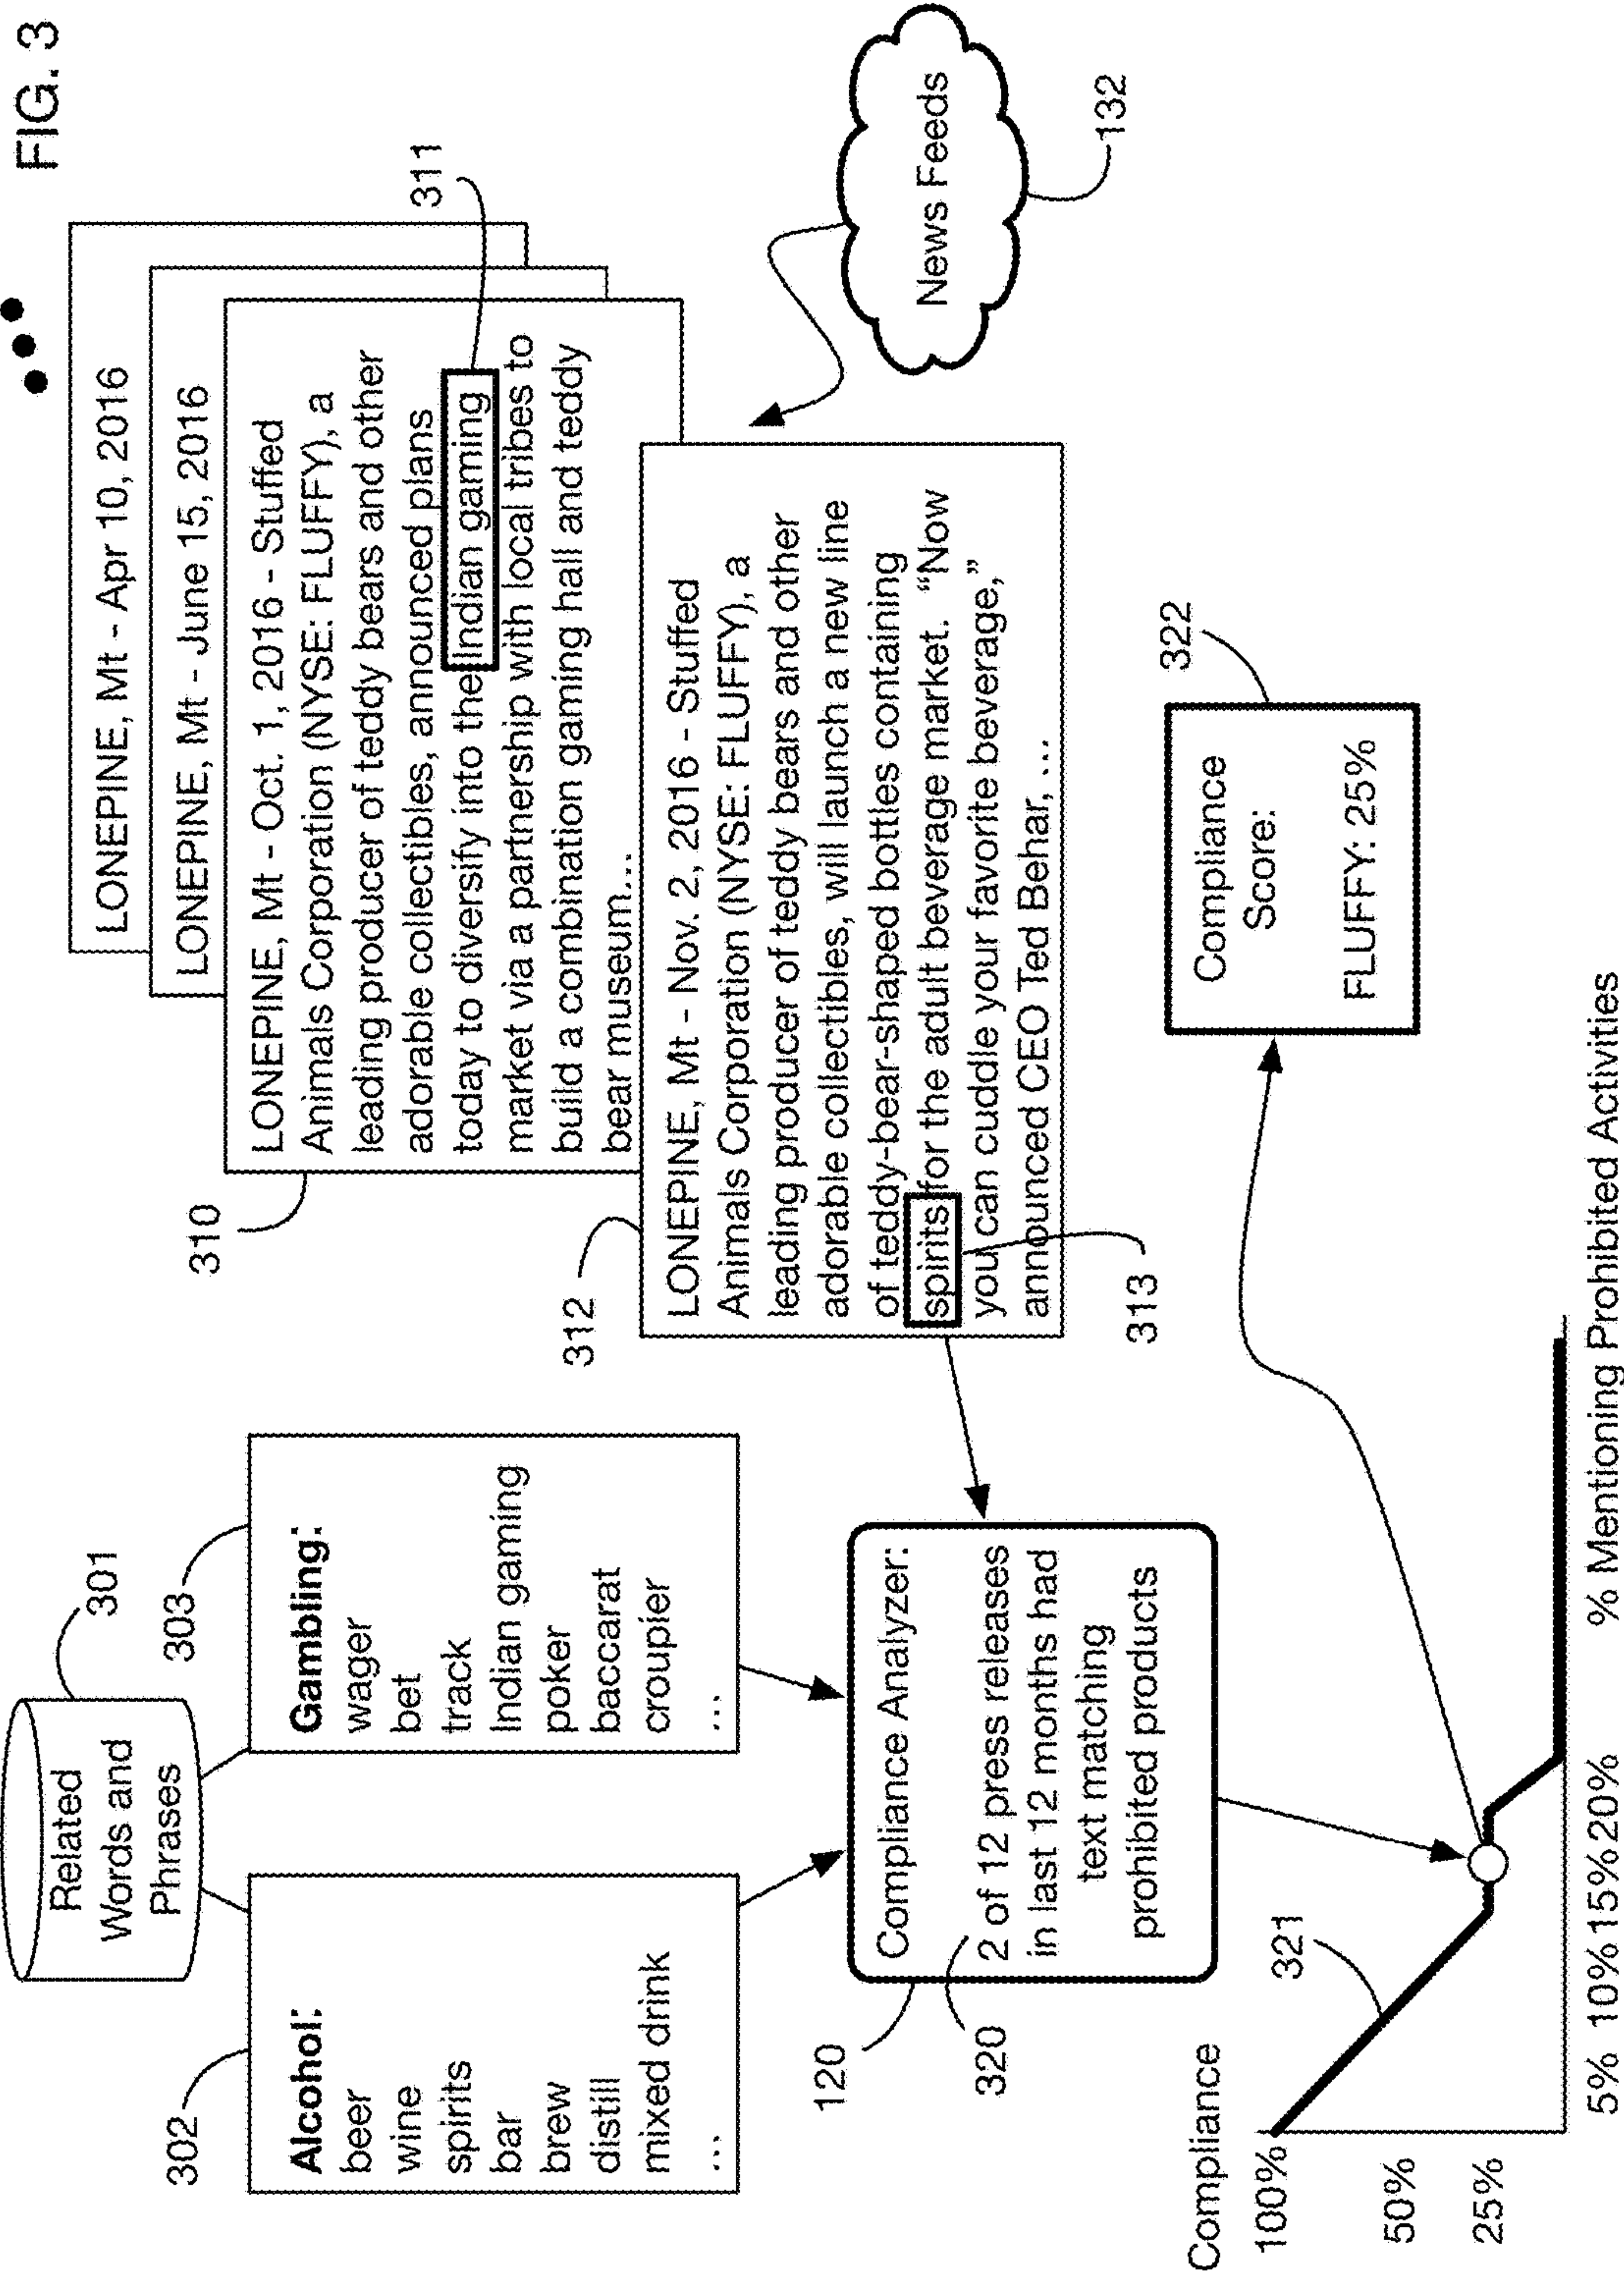 FIG. 3
Related
Words and
Phrases
301
302
Alcohol:
beer
wine
spirits
bar
brew
distill
mixed drink
...
303
Gambling:
wager
bet
track
Indian gaming
poker
baccarat
croupier
...
LONEPINE, Mt - Apr 10, 2016
LONEPINE, Mt - June 15, 2016
310
LONEPINE, Mt - Oct. 1, 2016 - Stuffed
Animals Corporation (NYSE: FLUFFY), a
leading producer of teddy bears and other
adorable collectibles, announced plans
today to diversify into the Indian gaming
market via a partnership with local tribes to
build a combination gaming hall and teddy
bear museum...
311
312
LONEPINE, Mt - Nov. 2, 2016 - Stuffed
Animals Corporation (NYSE: FLUFFY), a
leading producer of teddy bears and other
adorable collectibles, will launch a new line
of teddy-bear-shaped bottles containing
spirits for the adult beverage market.  “Now
you can cuddle your favorite beverage,”
announced CEO Ted Behar, ...
313
News Feeds
132
120
Compliance Analyzer:
2 of 12 press releases
in last 12 months had
text matching
prohibited products
320
Compliance
100%
50%
25%
321
5% 10% 15% 20%
% Mentioning Prohibited Activities
322
Compliance
Score:
FLUFFY: 25%